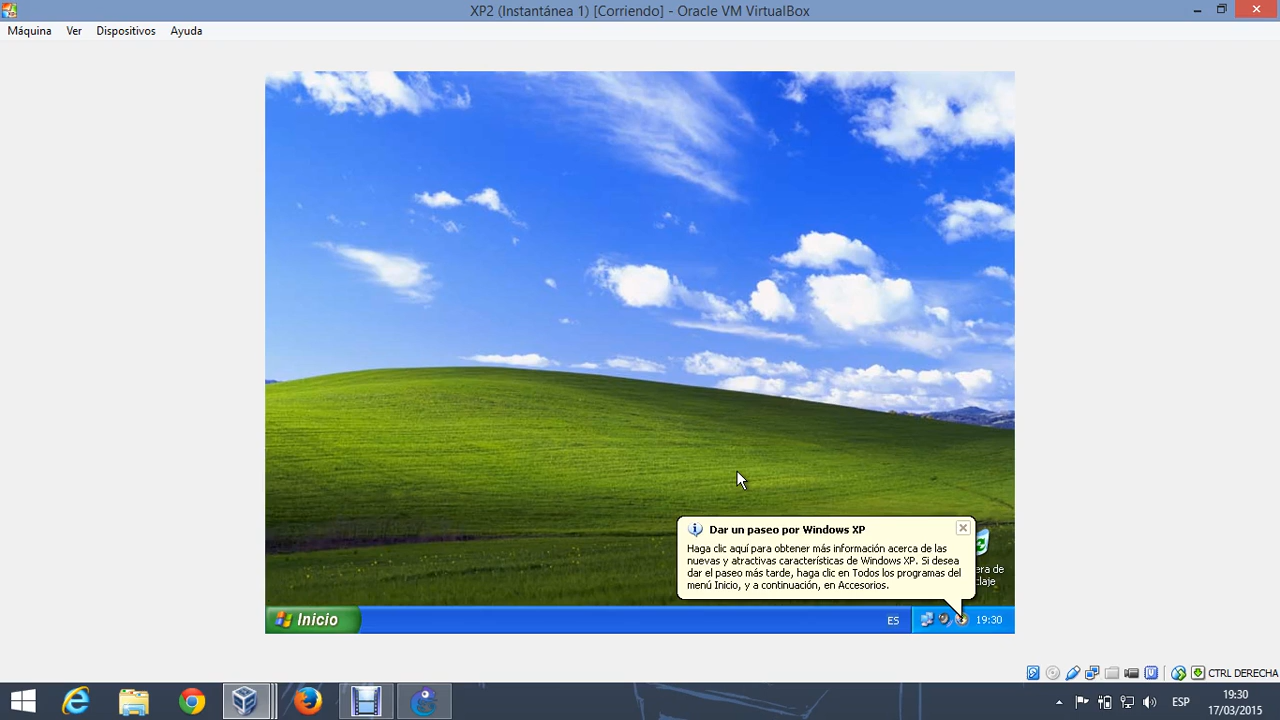 XP2 (Instantánea 1) [Corriendo] - Oracle VM VirtualBox
Máquina Ver Dispositivos Ayuda
Dar un paseo por Windows XP
Haga clic aquí para obtener más información acerca de las
nuevas y atractivas características de Windows XP. Si desea
dar el paseo más tarde, haga clic en Todos los programas del
menú Inicio, y a continuación, en Accesorios.
era de
claje
Inicio
ES
19:30
CTRL DERECHA
ESP
19:30
17/03/2015